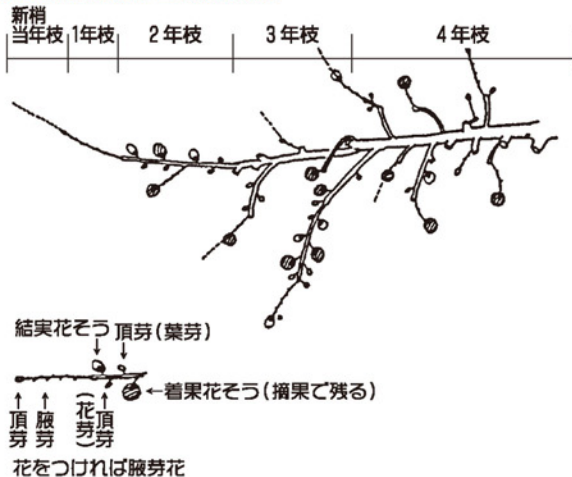 新梢
当年枝 1年枝 2年枝 3年枝 4年枝
結実花そう 頂芽(葉芽)
着果花そう(摘果で残る)
頂芽 腋芽 (花芽) 頂芽
花をつければ腋芽花